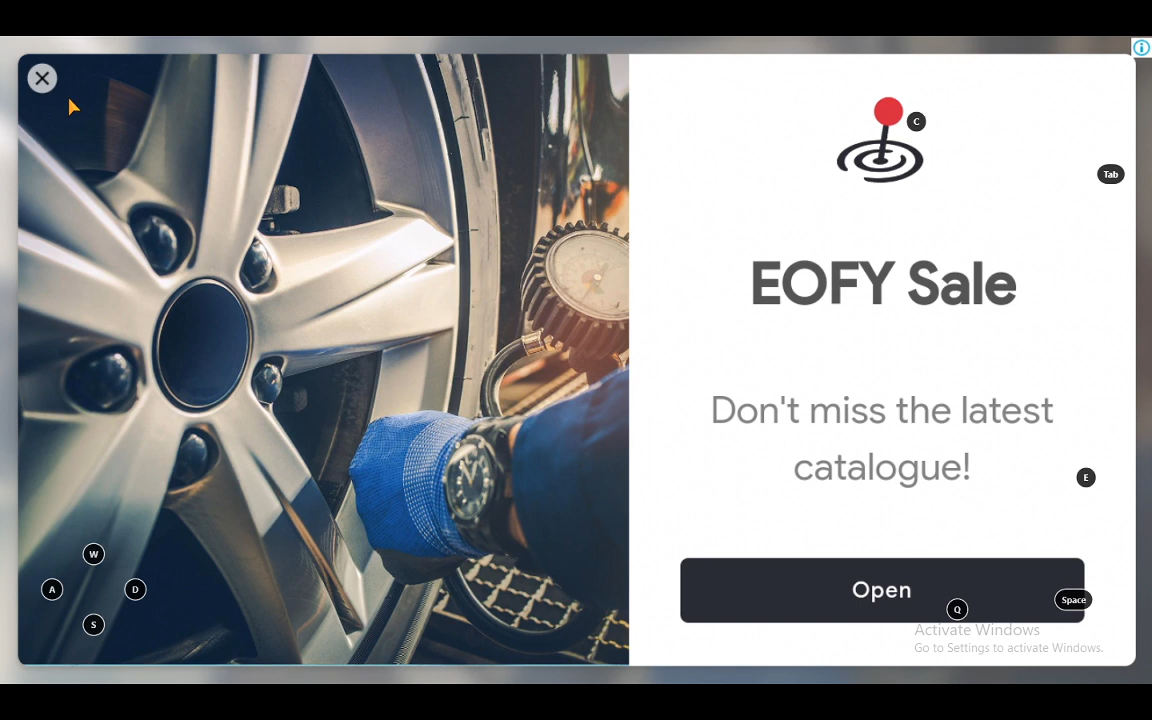 C
Tab
EOFY Sale
Don't miss the latest
catalogue!
E
W
A
D
S
Open
Space
Q
Activate Windows
Go to Settings to activate Windows.